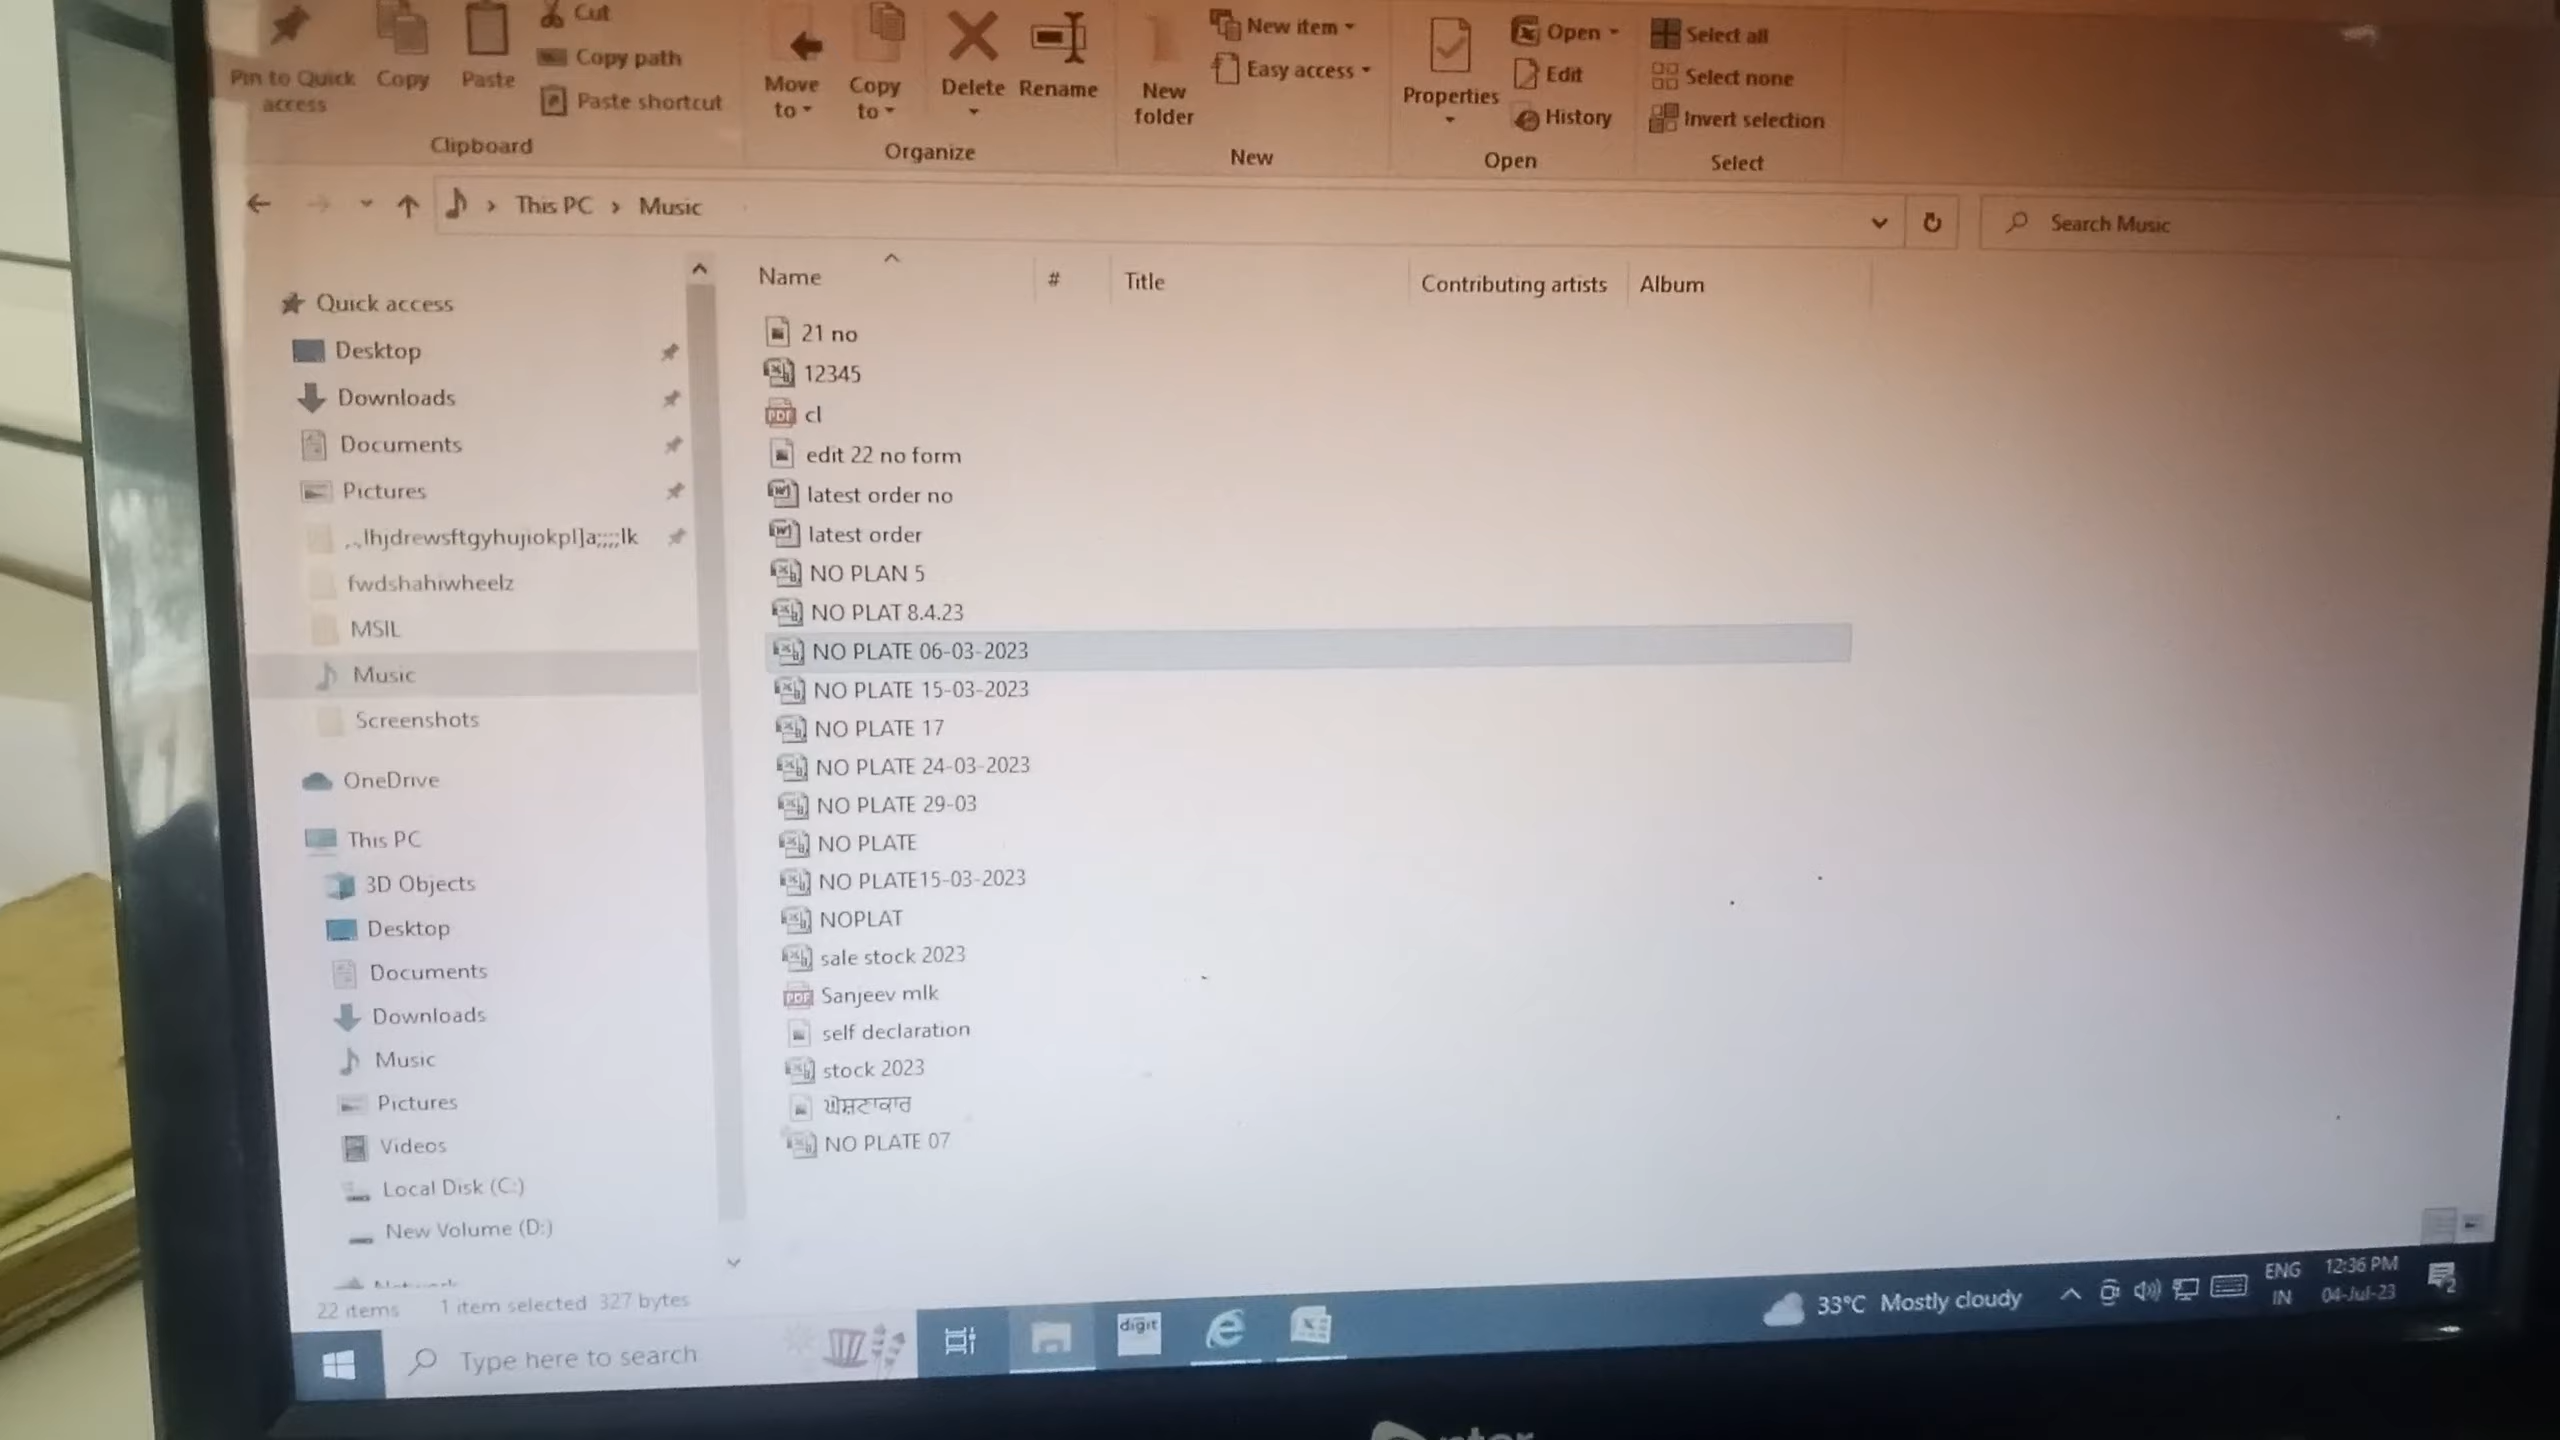 Pin to Quick access
Copy
Paste
Cut
Copy path
Paste shortcut
Clipboard
Move to
Copy to
Delete
Rename
Organize
New folder
New item
Easy access
New
Properties
Open
Edit
History
Open
Select all
Select none
Invert selection
Select
This PC > Music
Search Music
Quick access
Desktop
Downloads
Documents
Pictures
fwdshahiwheelz
MSIL
Music
Screenshots
OneDrive
This PC
3D Objects
Desktop
Documents
Downloads
Music
Pictures
Videos
Local Disk (C:)
New Volume (D:)
Name # Title Contributing artists Album
21 no
12345
cl
edit 22 no form
latest order no
latest order
NO PLAN 5
NO PLAT 8.4.23
NO PLATE 06-03-2023
NO PLATE 15-03-2023
NO PLATE 17
NO PLATE 24-03-2023
NO PLATE 29-03
NO PLATE
NO PLATE15-03-2023
NOPLAT
sale stock 2023
Sanjeev mlk
self declaration
stock 2023
ਘੋਸ਼ਣਾਕਾਰ
NO PLATE 07
22 items 1 item selected 327 bytes
Type here to search
digit
33°C Mostly cloudy
ENG
IN
12:36 PM
04-Jul-23
2